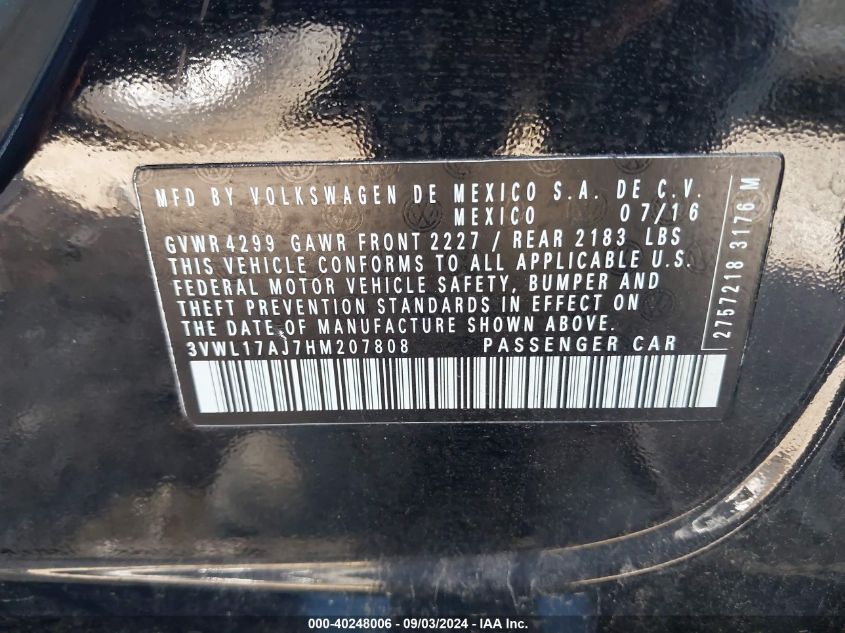 MFD BY VOLKSWAGEN DE MEXICO S.A. DE C.V.
MEXICO 07/16
GVWR 4299 GAWR FRONT 2227 / REAR 2183 LBS
THIS VEHICLE CONFORMS TO ALL APPLICABLE U.S.
FEDERAL MOTOR VEHICLE SAFETY, BUMPER AND
THEFT PREVENTION STANDARDS IN EFFECT ON
THE DATE OF MANUFACTURE SHOWN ABOVE.
3VWL17AJ7HM207808 PASSENGER CAR
2757218 3176 M
000-40248006 - 09/03/2024 - IAA Inc.